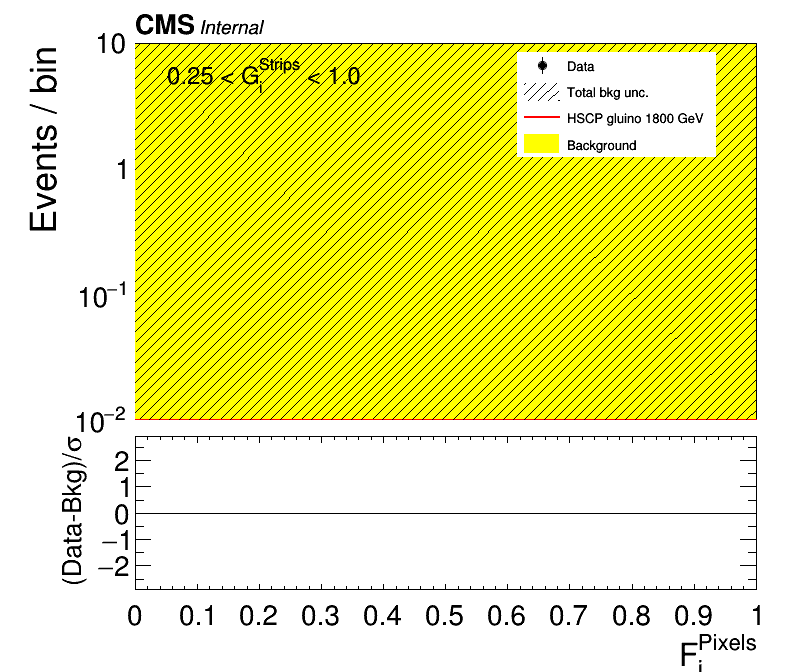 CMS Internal
Events / bin
10
1
10⁻¹
10⁻²
0.25 < G_i^Strips < 1.0
Data
Total bkg unc.
HSCP gluino 1800 GeV
Background
(Data-Bkg)/σ
2
1
0
−1
−2
0 0.1 0.2 0.3 0.4 0.5 0.6 0.7 0.8 0.9 1
F_i^Pixels